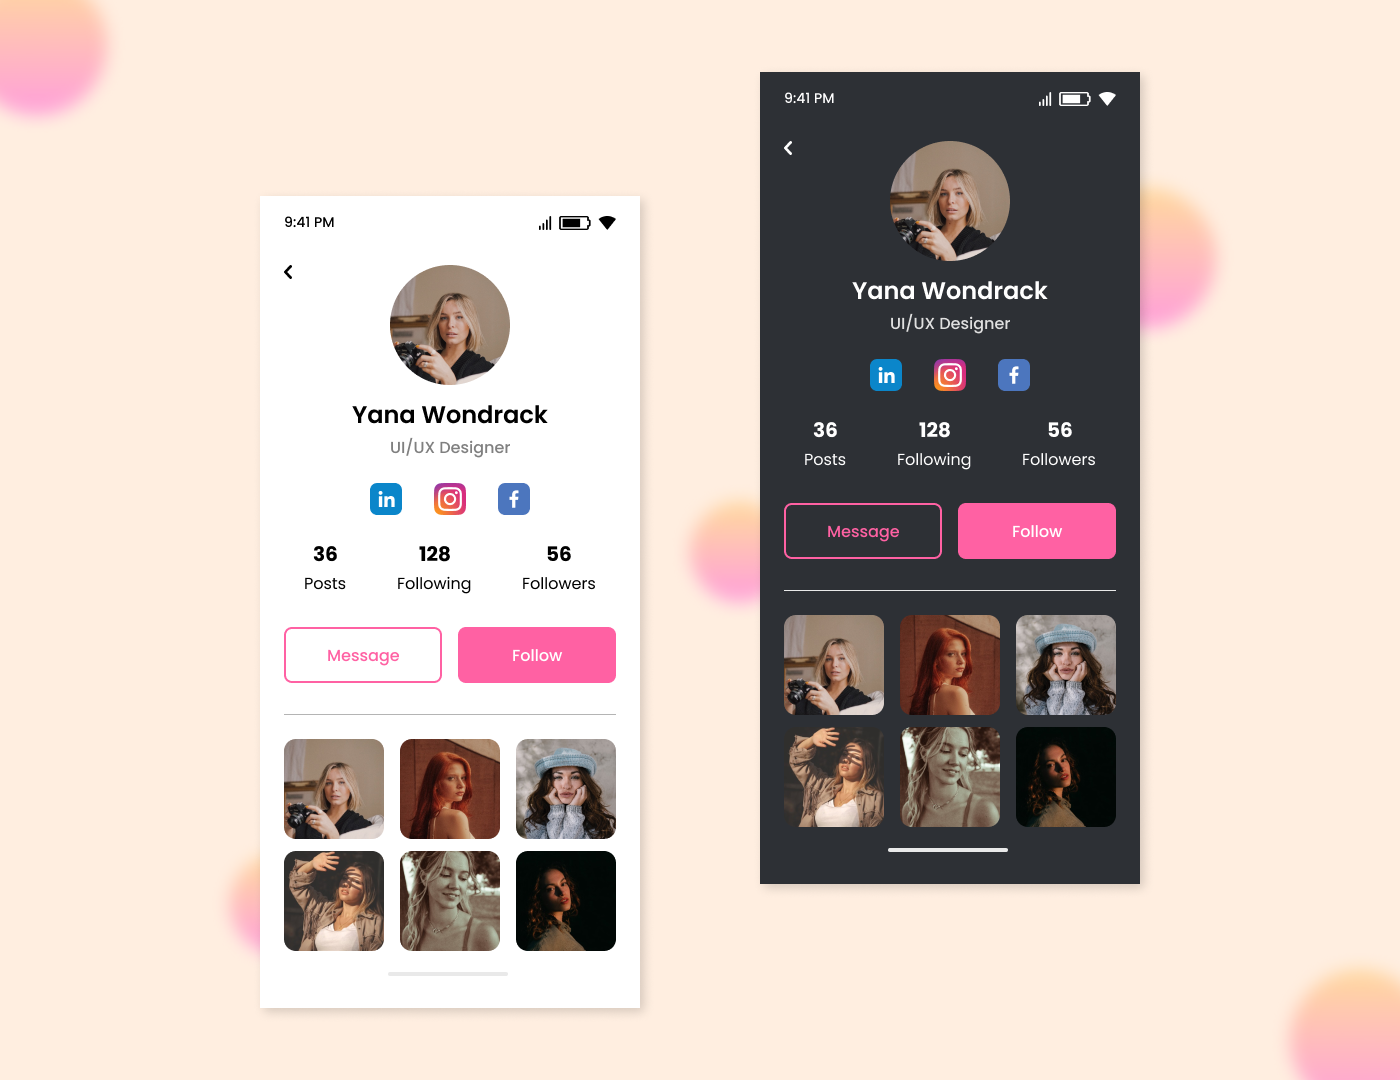 9:41 PM
Yana Wondrack
UI/UX Designer
in
f
36 128 56
Posts Following Followers
Message Follow
9:41 PM
Yana Wondrack
UI/UX Designer
in
f
36 128 56
Posts Following Followers
Message Follow